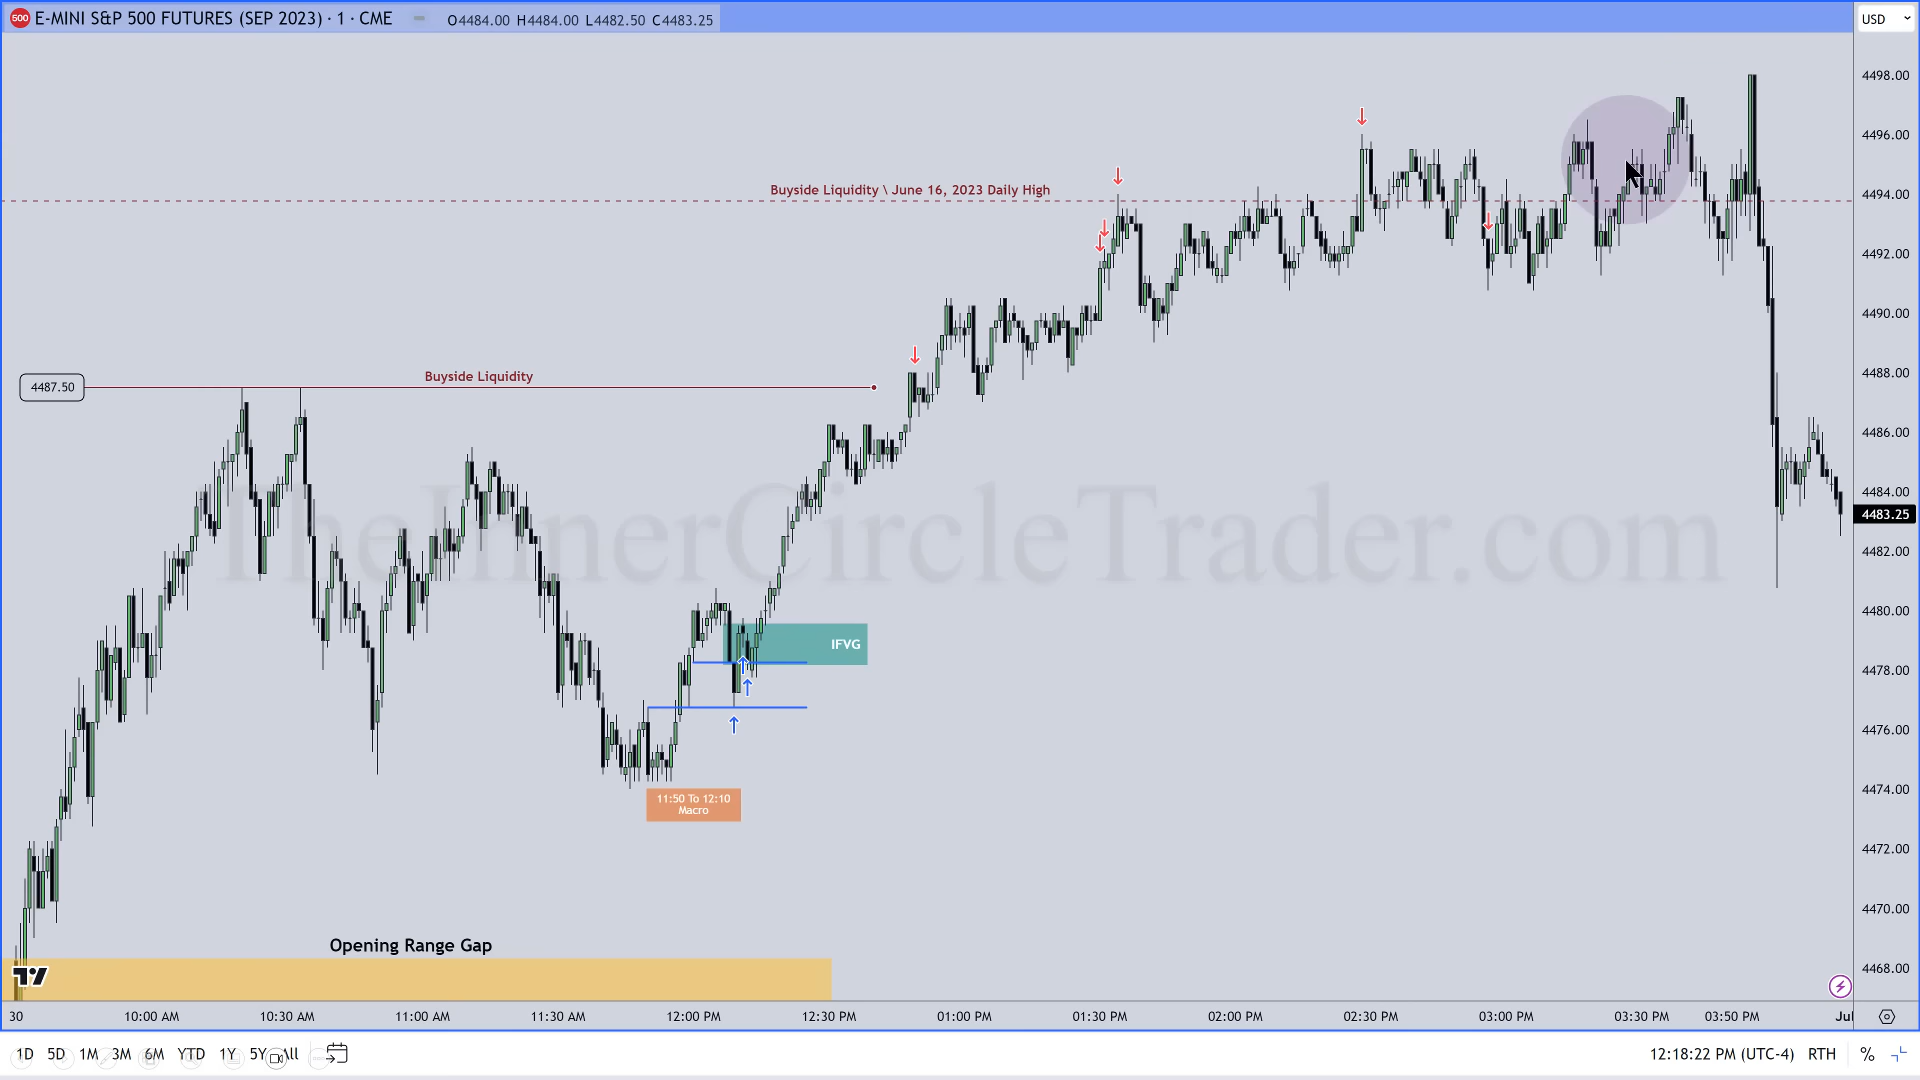 E-MINI S&P 500 FUTURES (SEP 2023) · 1 · CME O4484.00 H4484.00 L4482.50 C4483.25
500
USD
4498.00
4496.00
Buyside Liquidity \ June 16, 2023 Daily High
4494.00
4492.00
4490.00
4488.00
Buyside Liquidity
4487.50
4486.00
4484.00
TheInnerCircleTrader.com
4483.25
4482.00
4480.00
IFVG
4478.00
4476.00
4474.00
11:50 To 12:10
Macro
4472.00
4470.00
Opening Range Gap
4468.00
30 10:00 AM 10:30 AM 11:00 AM 11:30 AM 12:00 PM 12:30 PM 01:00 PM 01:30 PM 02:00 PM 02:30 PM 03:00 PM 03:30 PM 03:50 PM Jul
1D 5D 1M 3M 6M YTD 1Y 5Y All 12:18:22 PM (UTC-4) RTH %